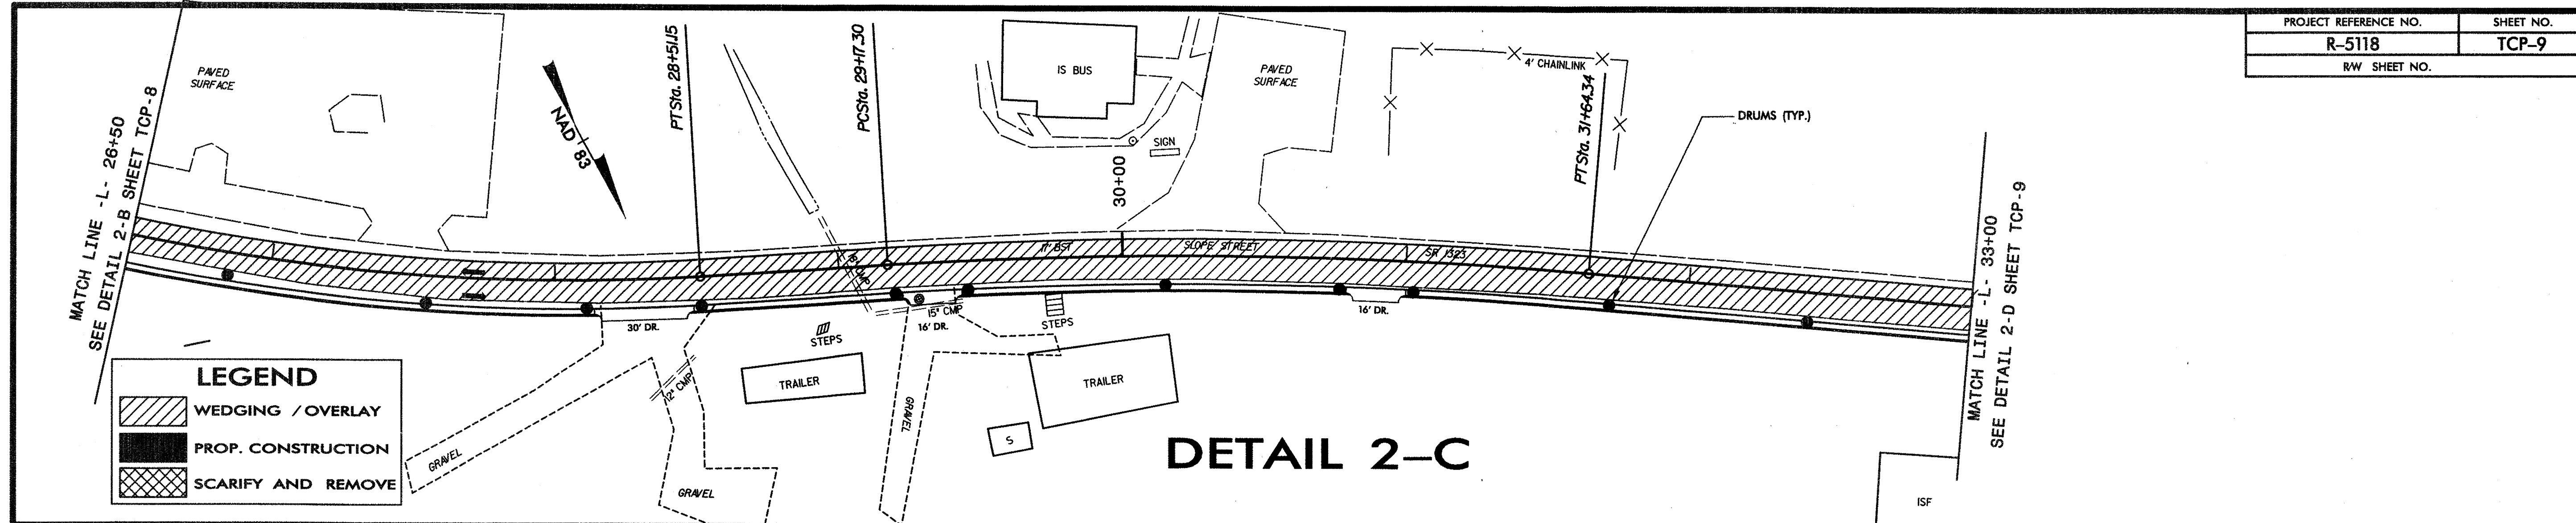 PROJECT REFERENCE NO.
SHEET NO.
R-5118
TCP-9
R/W SHEET NO.
MATCH LINE -L- 26+50
SEE DETAIL 2-B SHEET TCP-8
PAVED
SURFACE
NAD 83
PTSta. 28+51.15
PCSta. 29+17.30
IS BUS
SIGN
30+00
PAVED
SURFACE
4' CHAINLINK
PTSta. 31+64.34
DRUMS (TYP.)
MATCH LINE -L- 33+00
SEE DETAIL 2-D SHEET TCP-9
17' BST
SLOPE STREET
SR 1323
18" CMP
30' DR.
15" CMP
16' DR.
16' DR.
STEPS
STEPS
TRAILER
TRAILER
12" CMP
GRAVEL
GRAVEL
GRAVEL
S
ISF
LEGEND
WEDGING / OVERLAY
PROP. CONSTRUCTION
SCARIFY AND REMOVE
DETAIL 2-C